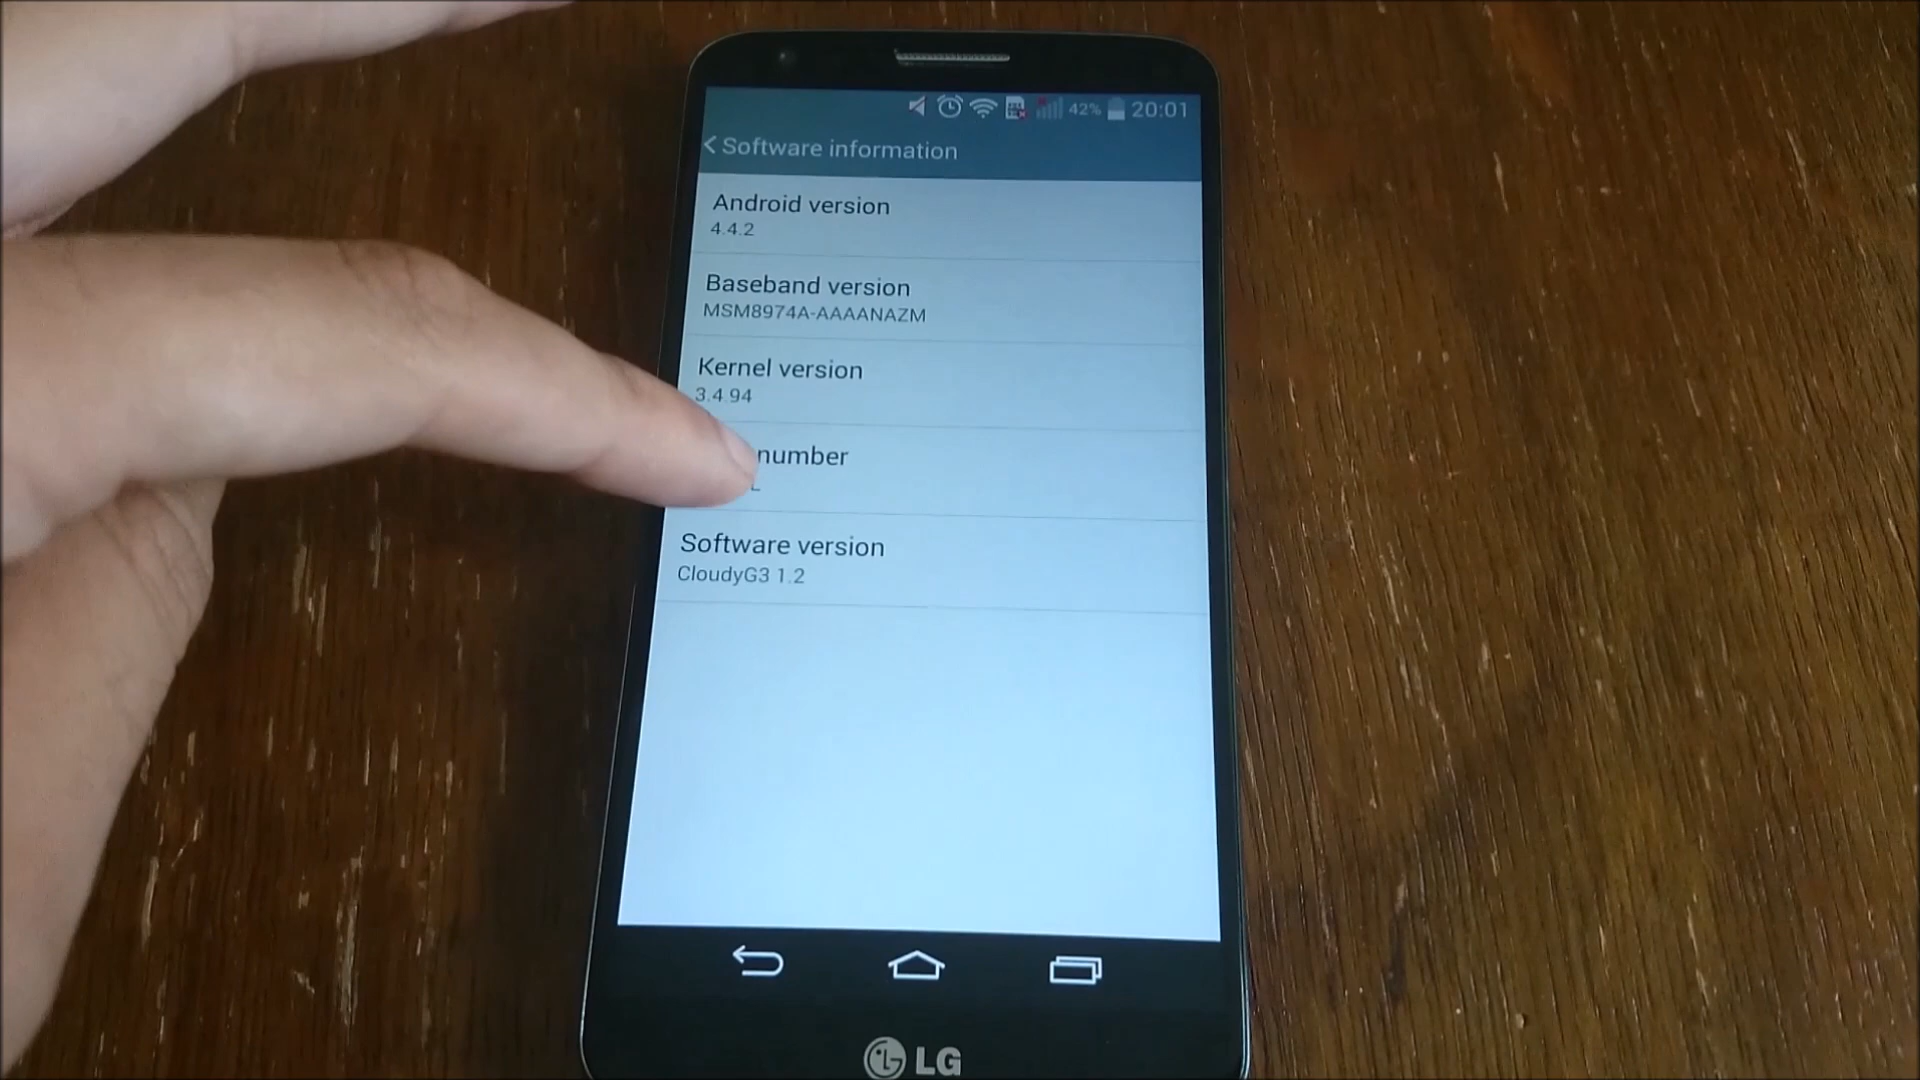 42% 20:01
Software information
Android version
4.4.2
Baseband version
MSM8974A-AAAANAZM
Kernel version
3.4.94
number
Software version
CloudyG3 1.2
LG